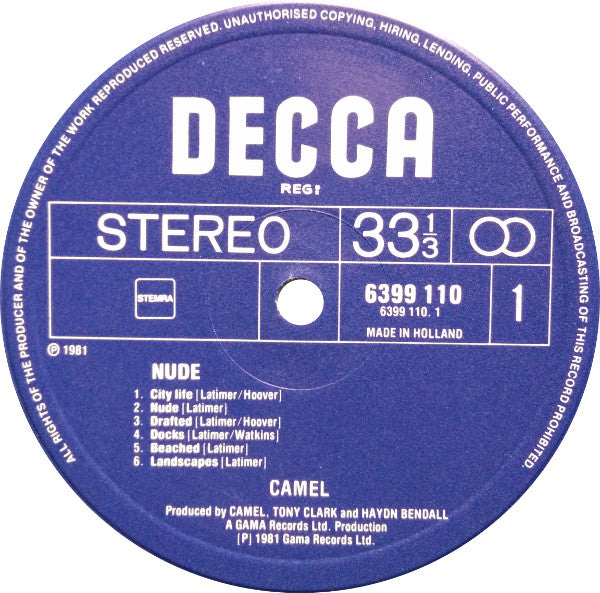 ALL RIGHTS OF THE PRODUCER AND OF THE OWNER OF THE WORK REPRODUCED RESERVED. UNAUTHORISED COPYING, HIRING, LENDING, PUBLIC PERFORMANCE AND BROADCASTING OF THIS RECORD PROHIBITED.
DECCA
REG!
STEREO 33 1/3
STEMRA 6399 110 1
6399 110. 1
MADE IN HOLLAND
Ⓟ 1981
NUDE
1. City life [Latimer/Hoover]
2. Nude [Latimer]
3. Drafted [Latimer/Hoover]
4. Docks [Latimer/Watkins]
5. Beached [Latimer]
6. Landscapes [Latimer]
CAMEL
Produced by CAMEL, TONY CLARK and HAYDN BENDALL
A GAMA Records Ltd. Production
[P] 1981 Gama Records Ltd.